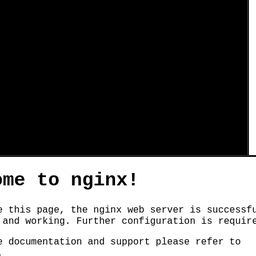 ome to nginx!
e this page, the nginx web server is successfu
and working. Further configuration is require
e documentation and support please refer to